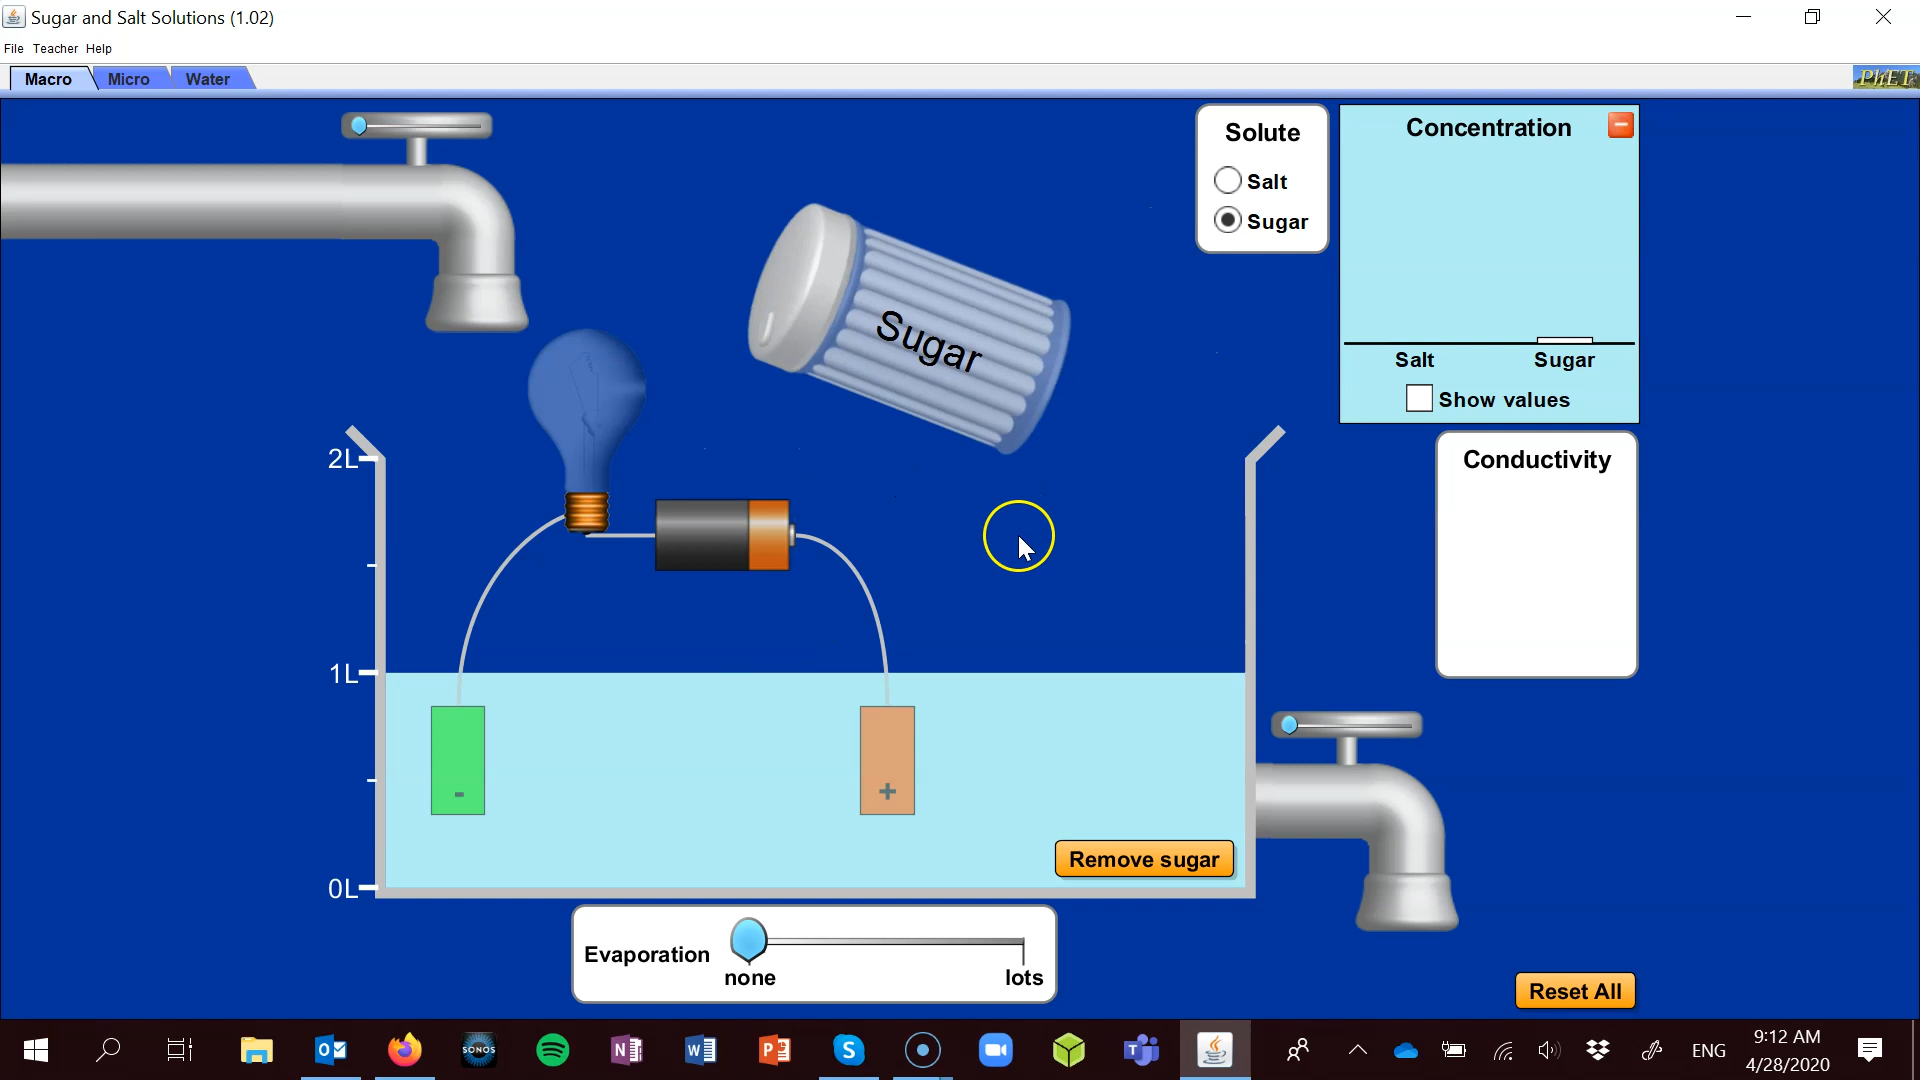 Sugar and Salt Solutions (1.02)
File Teacher Help
Macro Micro Water
PhET
Solute
Salt
Sugar
Concentration
Salt Sugar
Show values
Sugar
Conductivity
2L
1L
0L
-
+
Remove sugar
Evaporation
none lots
Reset All
SONOS
ENG
9:12 AM
4/28/2020